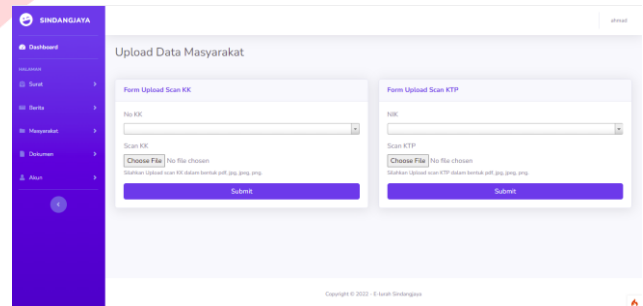 SINDANGJAYA
ahmad
Dashboard
HALAMAN
Surat
Berita
Masyarakat
Dokumen
Akun
Upload Data Masyarakat
Form Upload Scan KK
No KK
Scan KK
Choose File No file chosen
Silahkan Upload scan KK dalam bentuk pdf, jpg, jpeg, png.
Submit
Form Upload Scan KTP
NIK
Scan KTP
Choose File No file chosen
Silahkan Upload scan KTP dalam bentuk pdf, jpg, jpeg, png.
Submit
Copyright © 2022 - E-Surah Sindangjaya